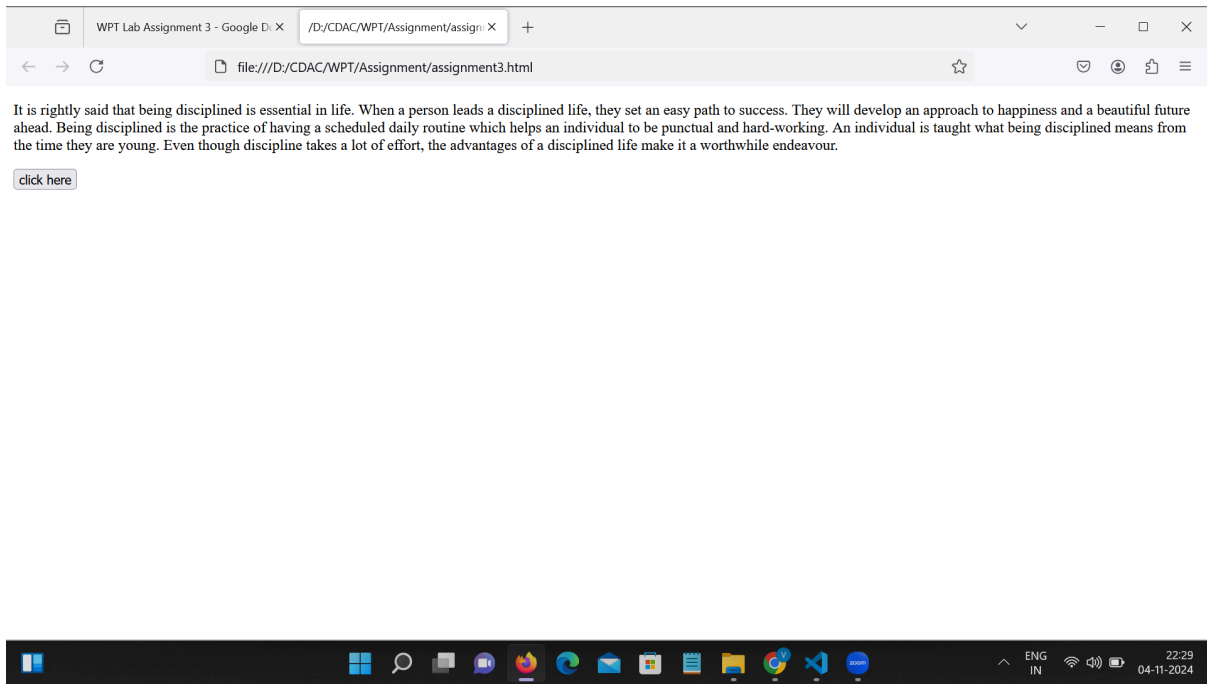 WPT Lab Assignment 3 - Google Do
/D:/CDAC/WPT/Assignment/assign
file:///D:/CDAC/WPT/Assignment/assignment3.html
It is rightly said that being disciplined is essential in life. When a person leads a disciplined life, they set an easy path to success. They will develop an approach to happiness and a beautiful future
ahead. Being disciplined is the practice of having a scheduled daily routine which helps an individual to be punctual and hard-working. An individual is taught what being disciplined means from
the time they are young. Even though discipline takes a lot of effort, the advantages of a disciplined life make it a worthwhile endeavour.
click here
V
zoom
ENG
IN
22:29
04-11-2024